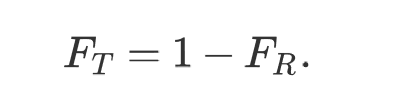 $F_T = 1 - F_R.$